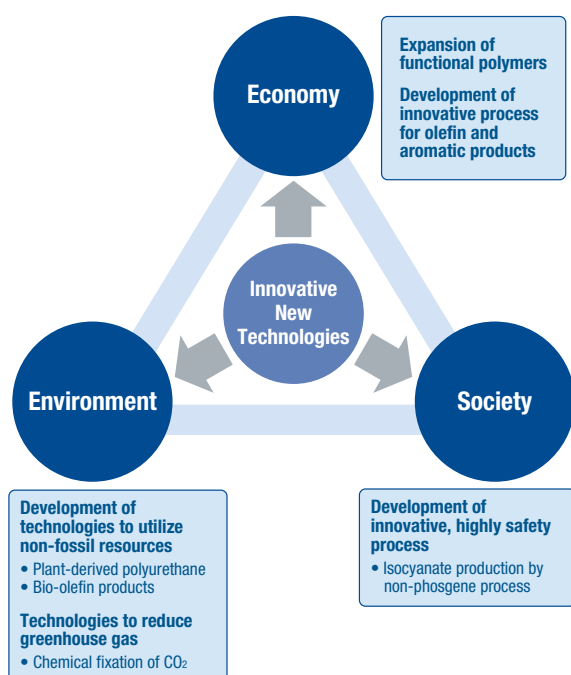 Economy
Expansion of
functional polymers
Development of
innovative process
for olefin and
aromatic products
Innovative
New
Technologies
Environment
Society
Development of
technologies to utilize
non-fossil resources
• Plant-derived polyurethane
• Bio-olefin products
Technologies to reduce
greenhouse gas
• Chemical fixation of CO₂
Development of
innovative, highly safety
process
• Isocyanate production by
non-phosgene process